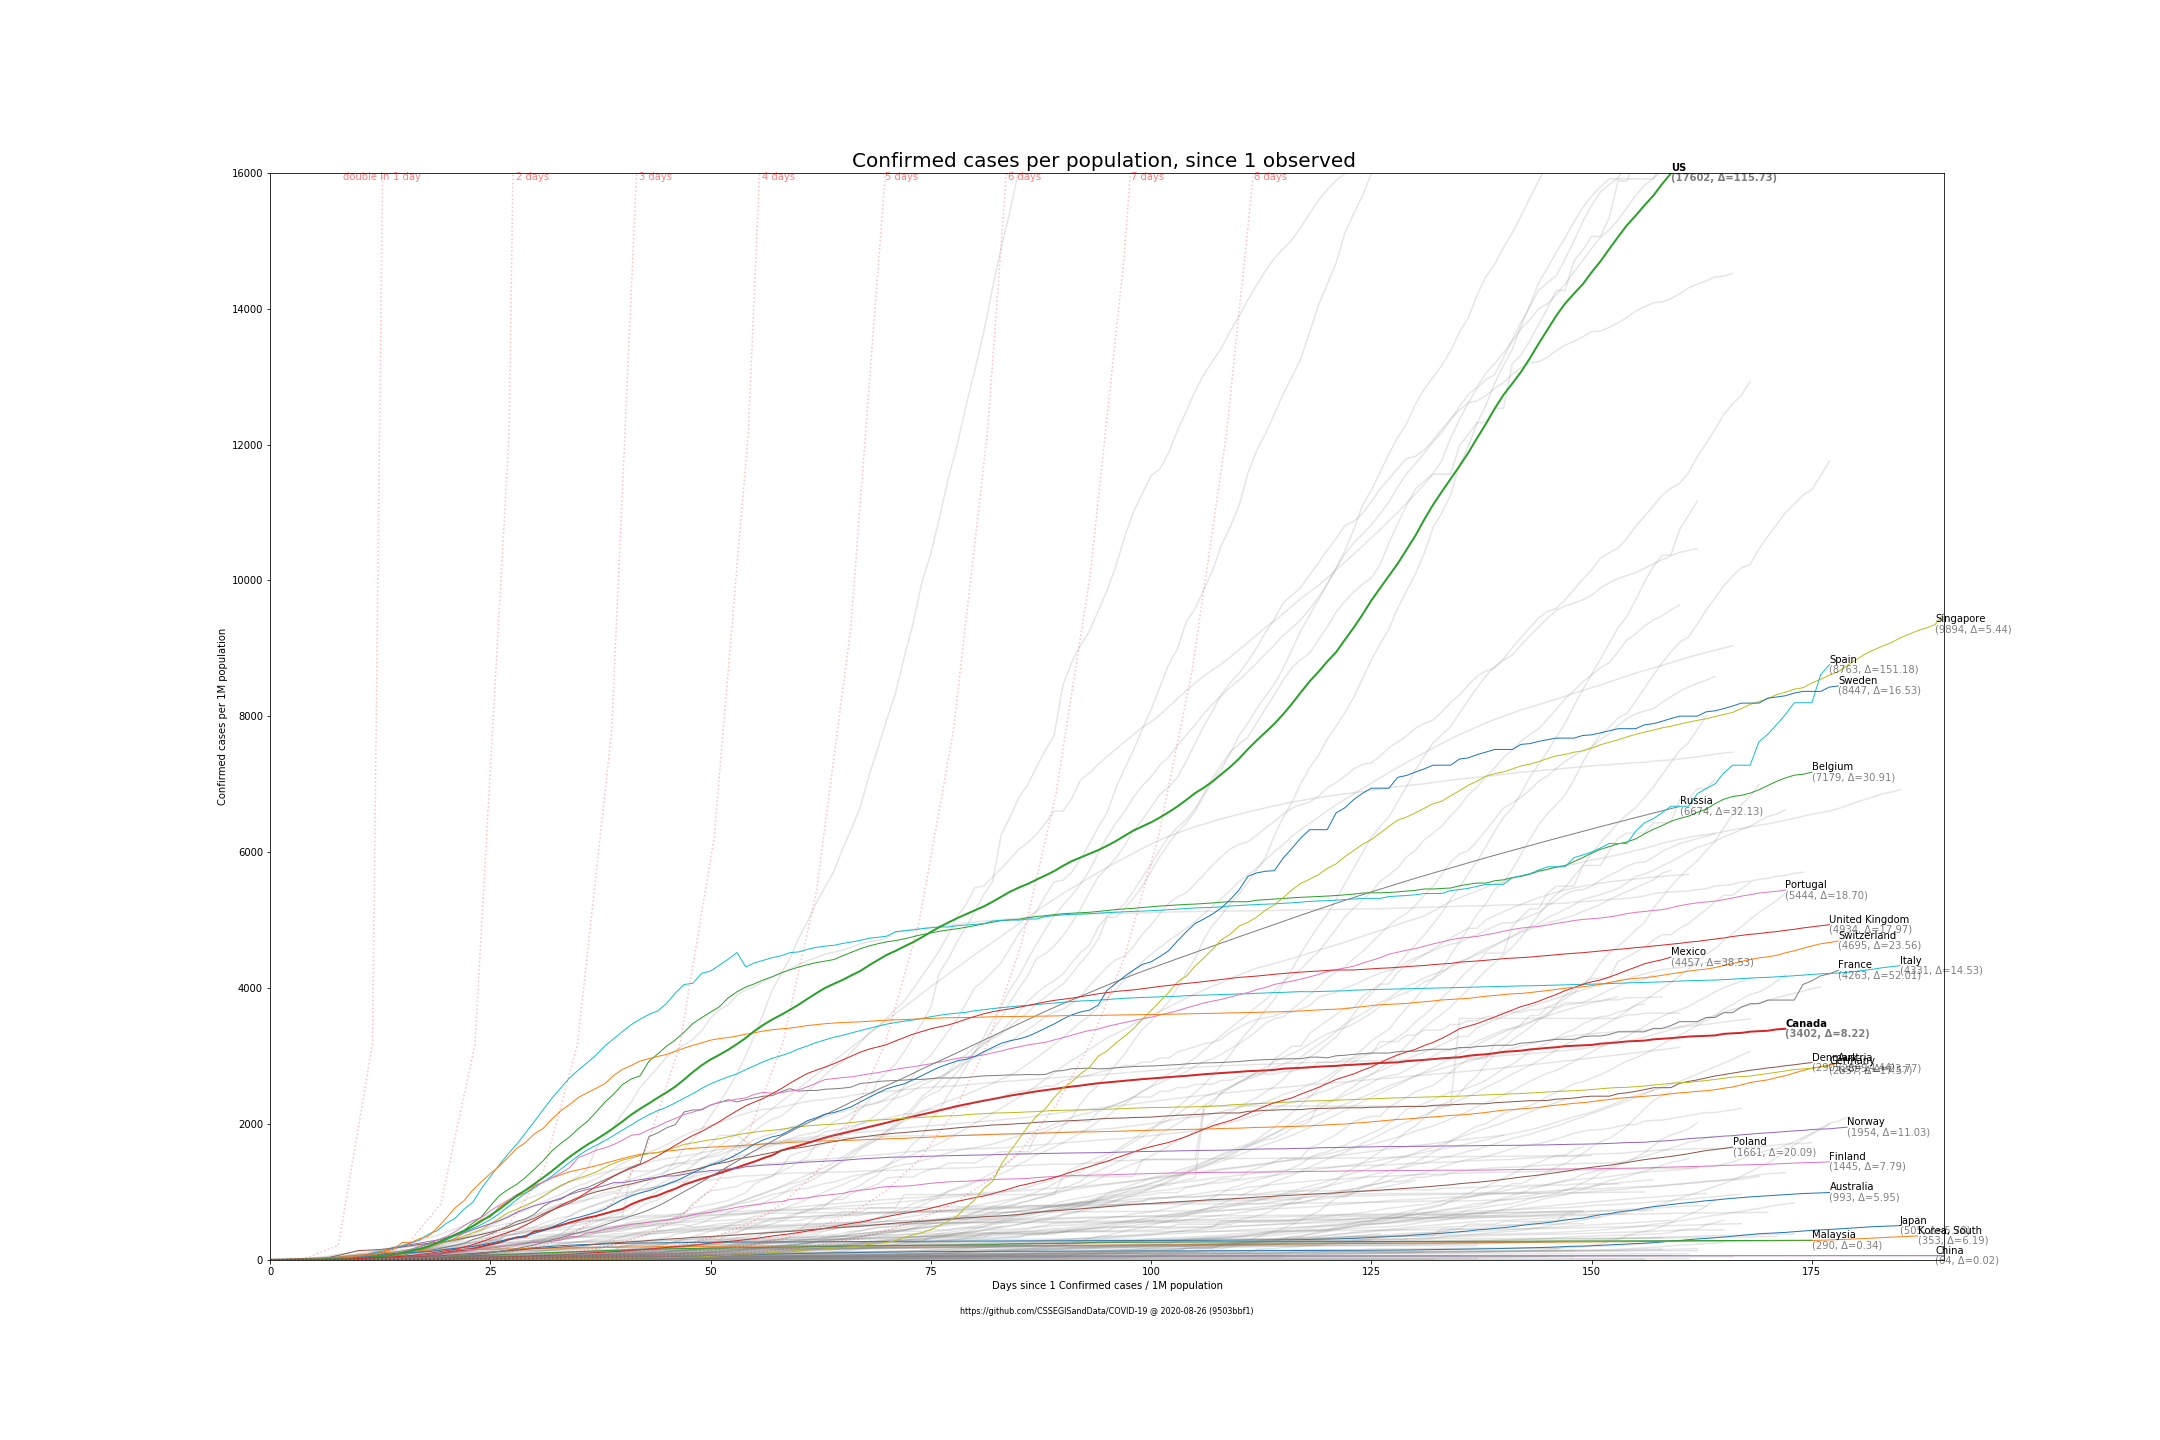 Confirmed cases per population, since 1 observed
double in 1 day
2 days
3 days
4 days
5 days
6 days
7 days
8 days
US
(17602, Δ=115.73)
Singapore
(9894, Δ=5.44)
Spain
(8763, Δ=151.18)
Sweden
(8447, Δ=16.53)
Belgium
(7179, Δ=30.91)
Russia
(6674, Δ=32.13)
Portugal
(5444, Δ=18.70)
United Kingdom
(4934, Δ=17.97)
Switzerland
(4695, Δ=23.56)
Mexico
(4457, Δ=38.53)
Italy
(4331, Δ=14.53)
France
(4263, Δ=52.01)
Canada
(3402, Δ=8.22)
Denmark
Austria
Germany
Norway
(1954, Δ=11.03)
Poland
(1661, Δ=20.09)
Finland
(1445, Δ=7.79)
Australia
(993, Δ=5.95)
Japan
Korea, South
(353, Δ=6.19)
Malaysia
(290, Δ=0.34)
China
Δ=0.02)
16000
14000
12000
10000
8000
6000
4000
2000
0
Confirmed cases per 1M population
0
25
50
75
100
125
150
175
Days since 1 Confirmed cases / 1M population
https://github.com/CSSEGISandData/COVID-19 @ 2020-08-26 (9503bbf1)